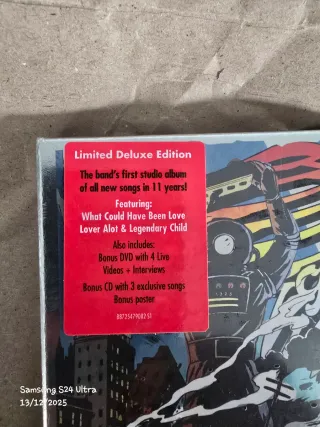 Limited Deluxe Edition
The band's first studio album
of all new songs in 11 years!
Featuring:
What Could Have Been Love
Lover Alot & Legendary Child
Also includes:
Bonus DVD with 4 Live
Videos + Interviews
Bonus CD with 3 exclusive songs
Bonus poster
88725479082 S1
Samsung S24 Ultra
13/12/2025